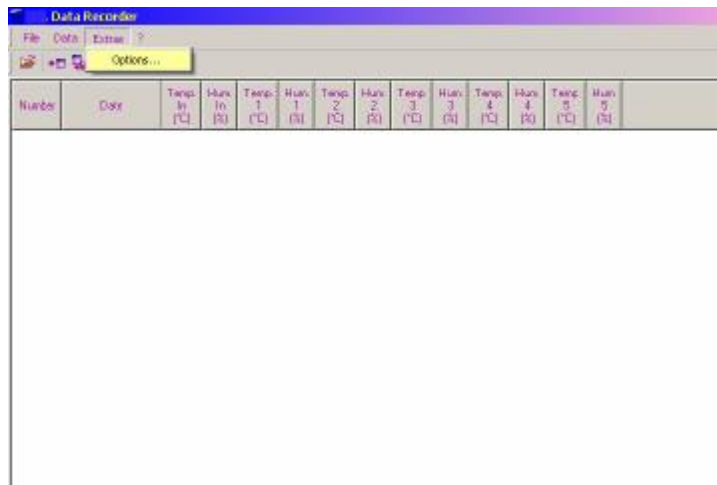 Data Recorder
File Data Extras ?
Options...
Number Date Temp. In (°C) Hum. In (%) Temp. 1 (°C) Hum. 1 (%) Temp. 2 (°C) Hum. 2 (%) Temp. 3 (°C) Hum. 3 (%) Temp. 4 (°C) Hum. 4 (%) Temp. 5 (°C) Hum. 5 (%)